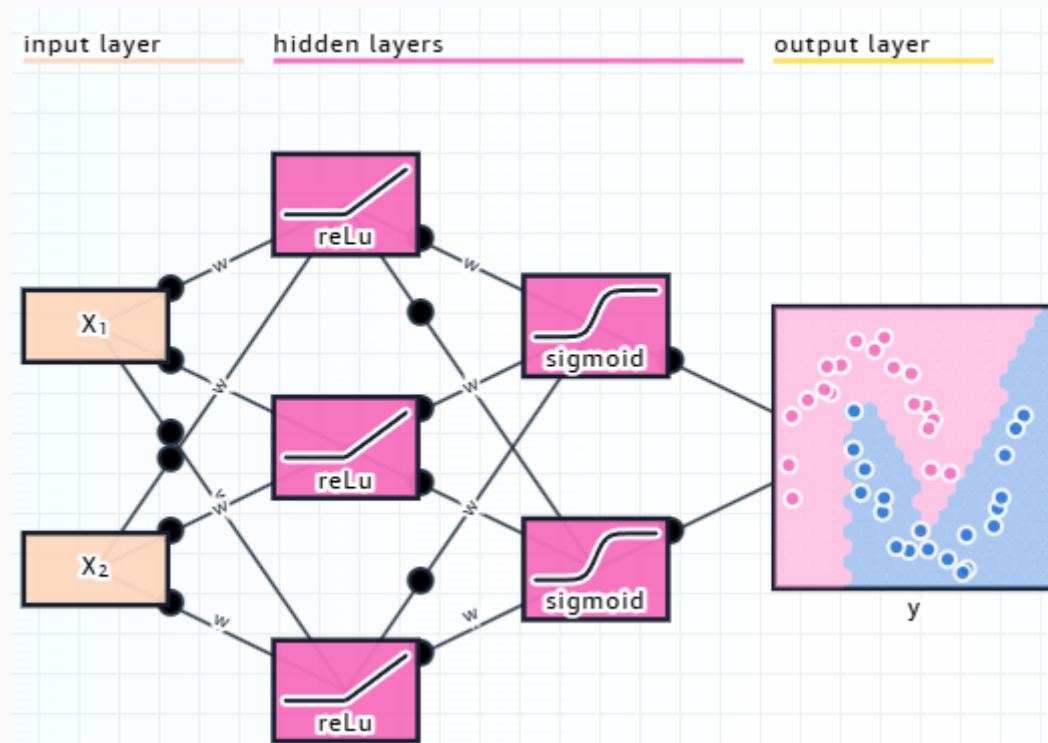 input layer
hidden layers
output layer
reLu
w
w
X₁
sigmoid
w
w
reLu
w
w
w
X₂
sigmoid
y
w
w
reLu